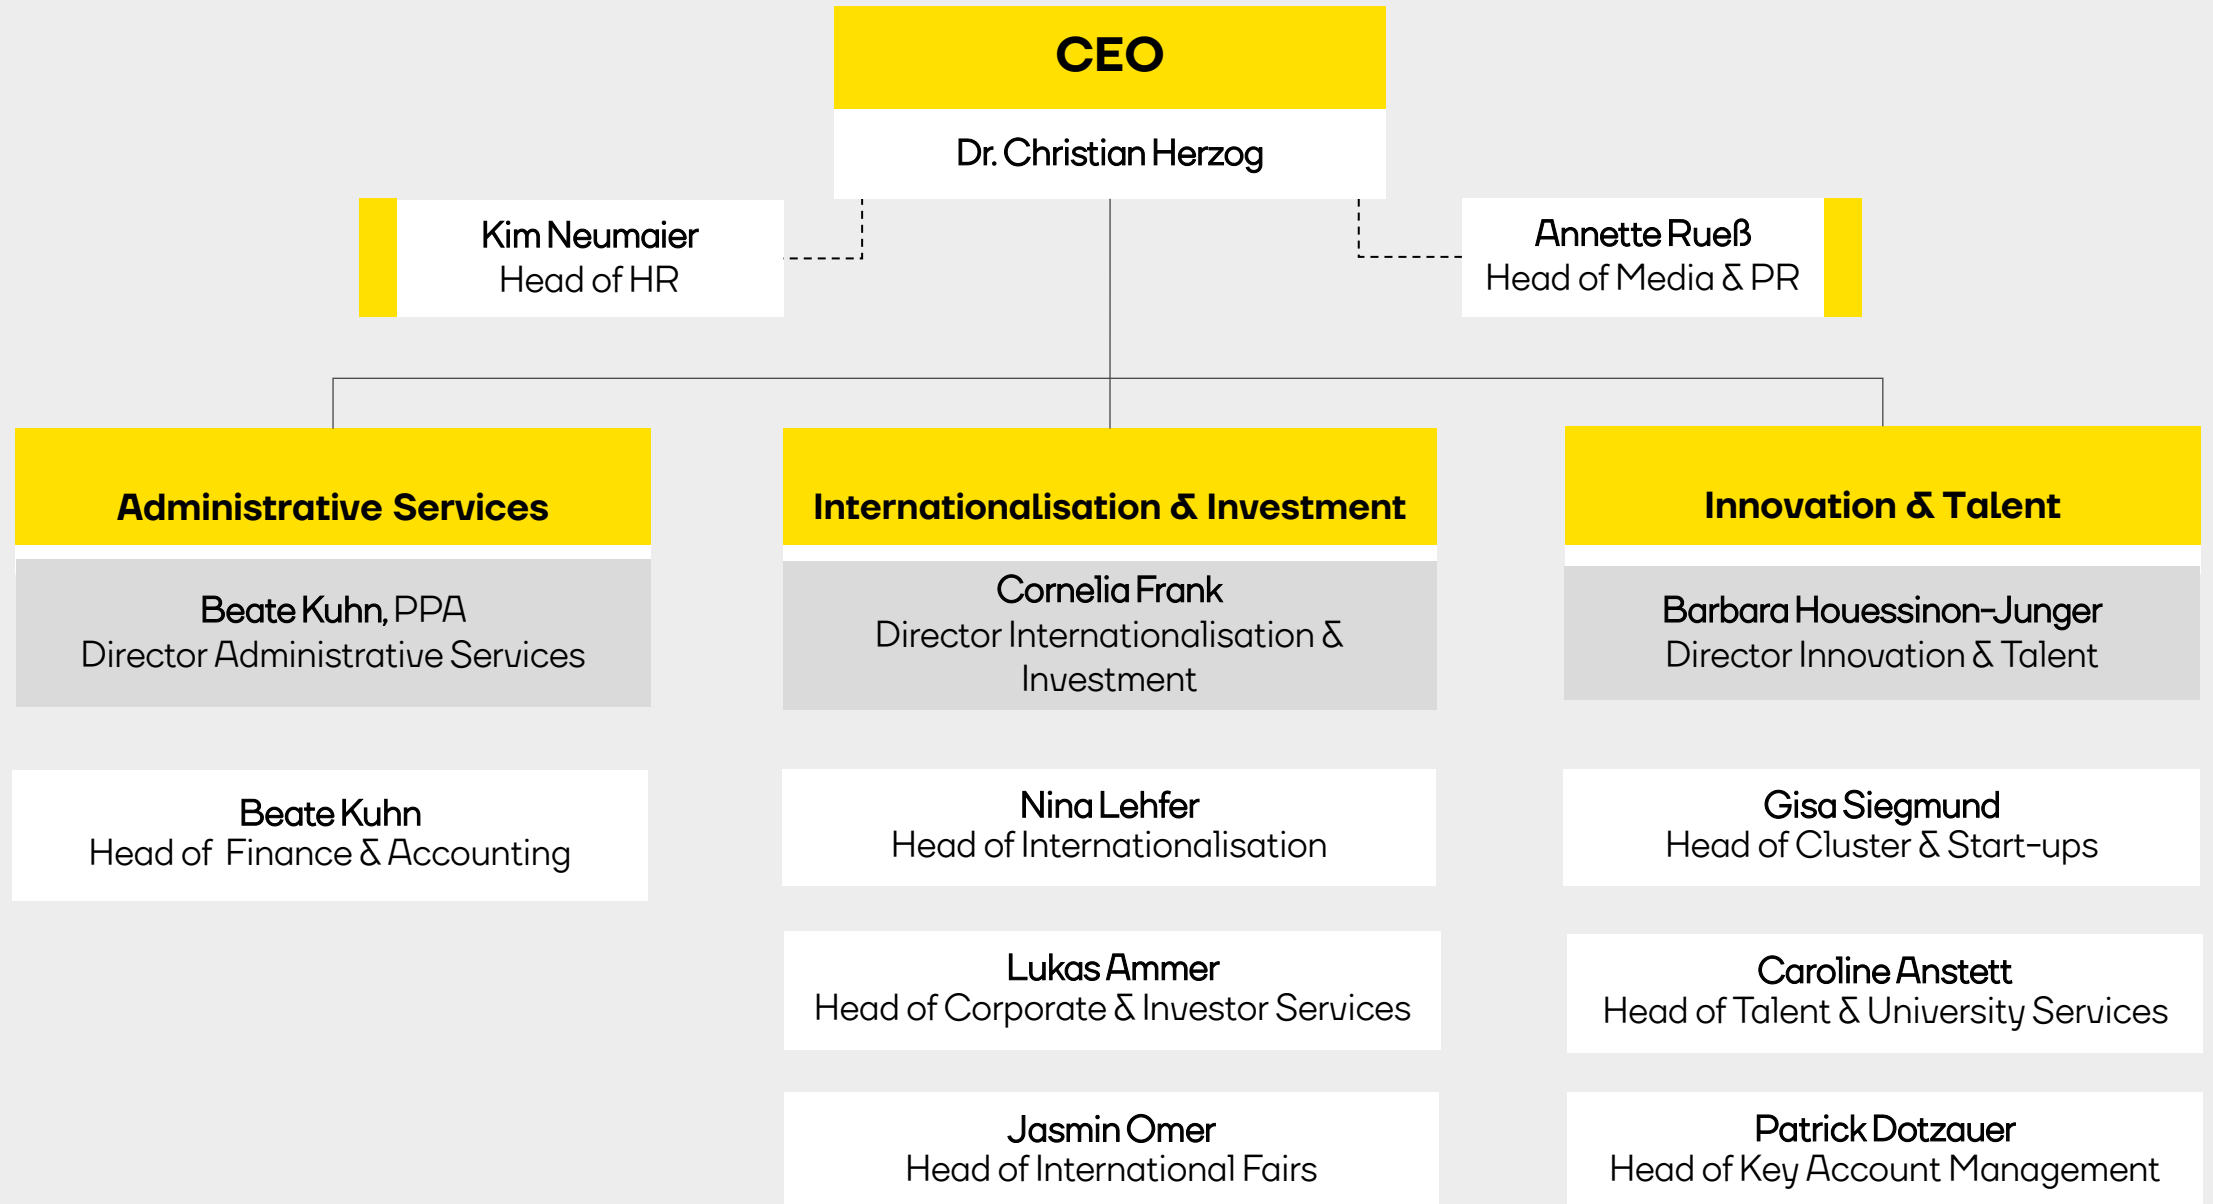 CEO
Dr. Christian Herzog
Kim Neumaier
Head of HR
Annette Rueß
Head of Media & PR
Administrative Services
Beate Kuhn, PPA
Director Administrative Services
Beate Kuhn
Head of Finance & Accounting
Internationalisation & Investment
Cornelia Frank
Director Internationalisation &
Investment
Nina Lehfer
Head of Internationalisation
Lukas Ammer
Head of Corporate & Investor Services
Jasmin Omer
Head of International Fairs
Innovation & Talent
Barbara Houessinon-Junger
Director Innovation & Talent
Gisa Siegmund
Head of Cluster & Start-ups
Caroline Anstett
Head of Talent & University Services
Patrick Dotzauer
Head of Key Account Management